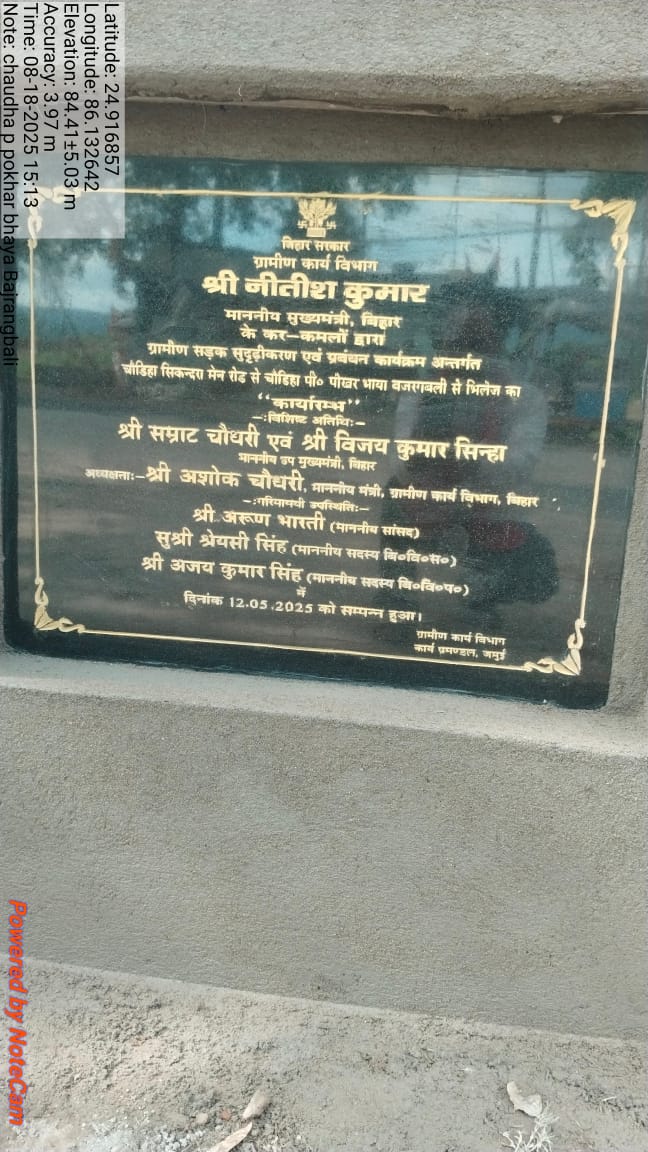 Latitude: 24.916857
Longitude: 86.132642
Elevation: 84.41±5.03 m
Accuracy: 3.97 m
Time: 08-18-2025 15:13
Note: chaudha p pokhar bhaya Bajrangbali
बिहार सरकार
ग्रामीण कार्य विभाग
श्री नीतीश कुमार
माननीय मुख्यमंत्री, बिहार
के कर-कमलों द्वारा
ग्रामीण सड़क सुदृढ़ीकरण एवं प्रबंधन कार्यक्रम अन्तर्गत
चौडिहा सिकन्दरा मेन रोड से चौडिहा पी० पोखर भाया बजरंगबली से भिलेज का
“कार्यारम्भ”
-:विशिष्ट अतिथि:-
श्री सम्राट चौधरी एवं श्री विजय कुमार सिन्हा
माननीय उप मुख्यमंत्री, बिहार
अध्यक्षता:-श्री अशोक चौधरी, माननीय मंत्री, ग्रामीण कार्य विभाग, बिहार
-:गरिमामयी उपस्थिति:-
श्री अरूण भारती (माननीय सांसद)
सुश्री श्रेयसी सिंह (माननीय सदस्य बि०वि०स०)
श्री अजय कुमार सिंह (माननीय सदस्य बि०वि०प०)
में
दिनांक 12.05.2025 को सम्पन्न हुआ।
ग्रामीण कार्य विभाग
कार्य प्रमण्डल, जमुई
Powered by NoteCam